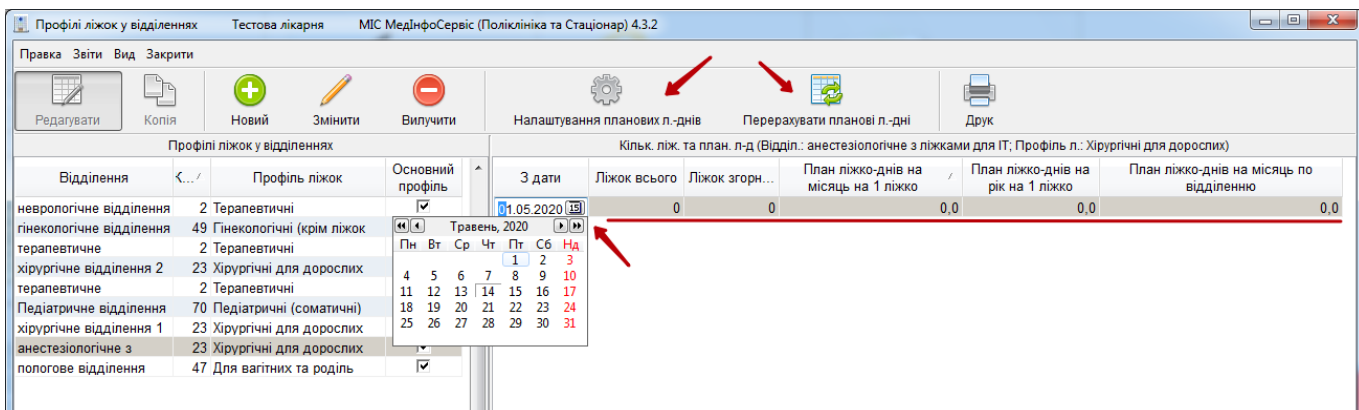 Профілі ліжок у відділеннях Тестова лікарня МІС МедІнфоСервіс (Поліклініка та Стаціонар) 4.3.2
Правка Звіти Вид Закрити
Редагувати Копія Новий Змінити Вилучити Налаштування планових л.-днів Перерахувати планові л.-дні Друк
Профілі ліжок у відділеннях
Кільк. ліж. та план. л-д (Відділ.: анестезіологічне з ліжками для ІТ; Профіль л.: Хірургічні для дорослих)
Відділення К... Профіль ліжок Основний профіль
З дати Ліжок всього Ліжок згорн... План ліжко-днів на місяць на 1 ліжко План ліжко-днів на рік на 1 ліжко План ліжко-днів на місяць по відділенню
неврологічне відділення 2 Терапевтичні
01.05.2020 15 0 0 0,0 0,0 0,0
гінекологічне відділення 49 Гінекологічні (крім ліжок
терапевтичне 2 Терапевтичні
хірургічне відділення 2 23 Хірургічні для дорослих
терапевтичне 2 Терапевтичні
Педіатричне відділення 70 Педіатричні (соматичні)
хірургічне відділення 1 23 Хірургічні для дорослих
анестезіологічне з 23 Хірургічні для дорослих
пологове відділення 47 Для вагітних та роділь
Травень, 2020
Пн Вт Ср Чт Пт Сб Нд
1 2 3
4 5 6 7 8 9 10
11 12 13 14 15 16 17
18 19 20 21 22 23 24
25 26 27 28 29 30 31